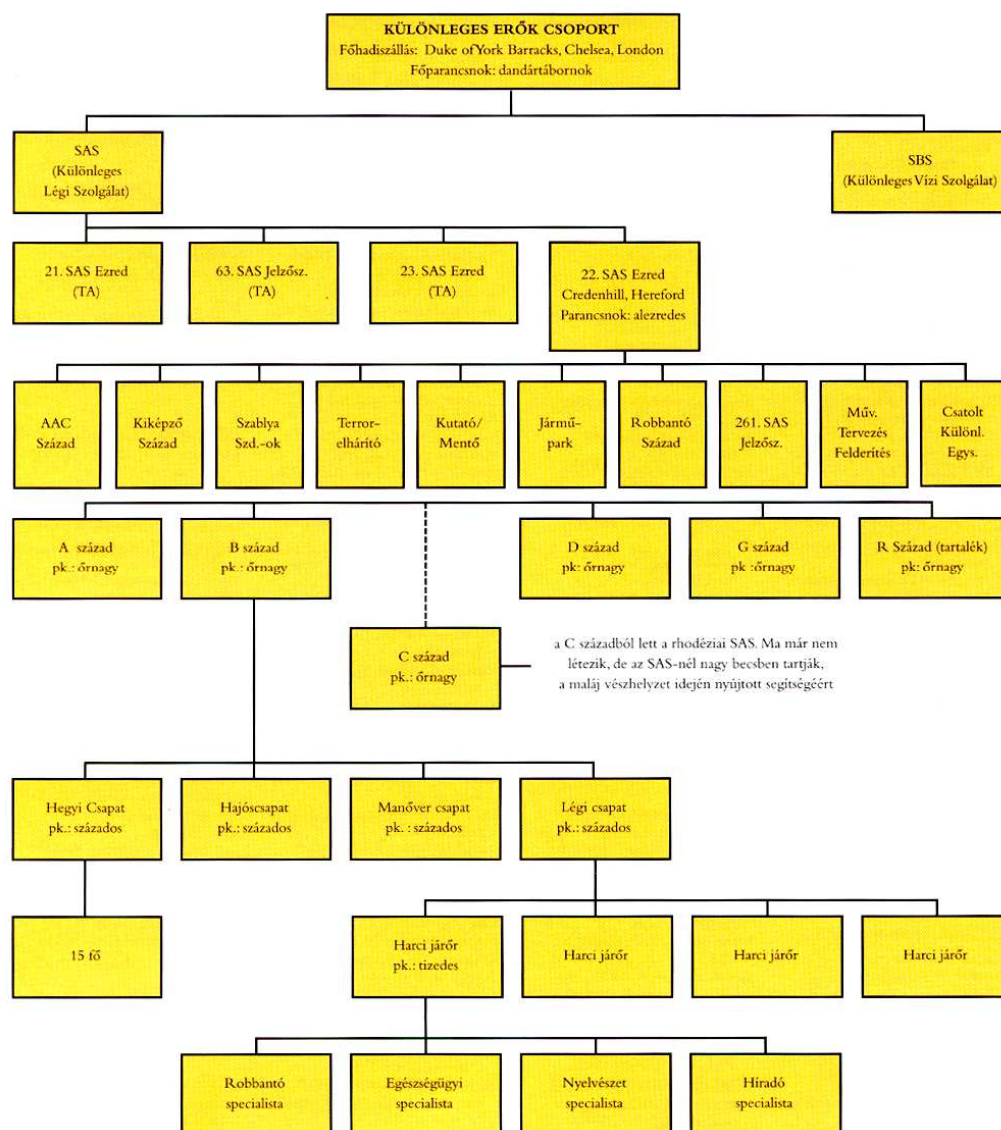 KÜLÖNLEGES ERŐK CSOPORT
Főhadiszállás: Duke of York Barracks, Chelsea, London
Főparancsnok: dandártábornok
SAS
(Különleges
Légi Szolgálat)
SBS
(Különleges Vízi Szolgálat)
21. SAS Ezred
(TA)
63. SAS Jelzősz.
(TA)
23. SAS Ezred
(TA)
22. SAS Ezred
Credenhill, Hereford
Parancsnok: alezredes
AAC
Század
Kiképző
Század
Szablya
Szd.-ok
Terror-
elhárító
Kutató/
Mentő
Jármű-
park
Robbantó
Század
261. SAS
Jelzősz.
Műv.
Tervezés
Felderítés
Csatolt
Különl.
Egys.
A század
pk.: őrnagy
B század
pk.: őrnagy
D század
pk: őrnagy
G század
pk :őrnagy
R Század (tartalék)
pk: őrnagy
C század
pk.: őrnagy
a C századból lett a rhodéziai SAS. Ma már nem
létezik, de az SAS-nél nagy becsben tartják,
a maláj vészhelyzet idején nyújtott segítségéért
Hegyi Csapat
pk.: százados
Hajóscsapat
pk.: százados
Manőver csapat
pk. : százados
Légi csapat
pk.: százados
15 fő
Harci járőr
pk.: tizedes
Harci járőr
Harci járőr
Harci járőr
Robbantó
specialista
Egészségügyi
specialista
Nyelvészet
specialista
Híradó
specialista